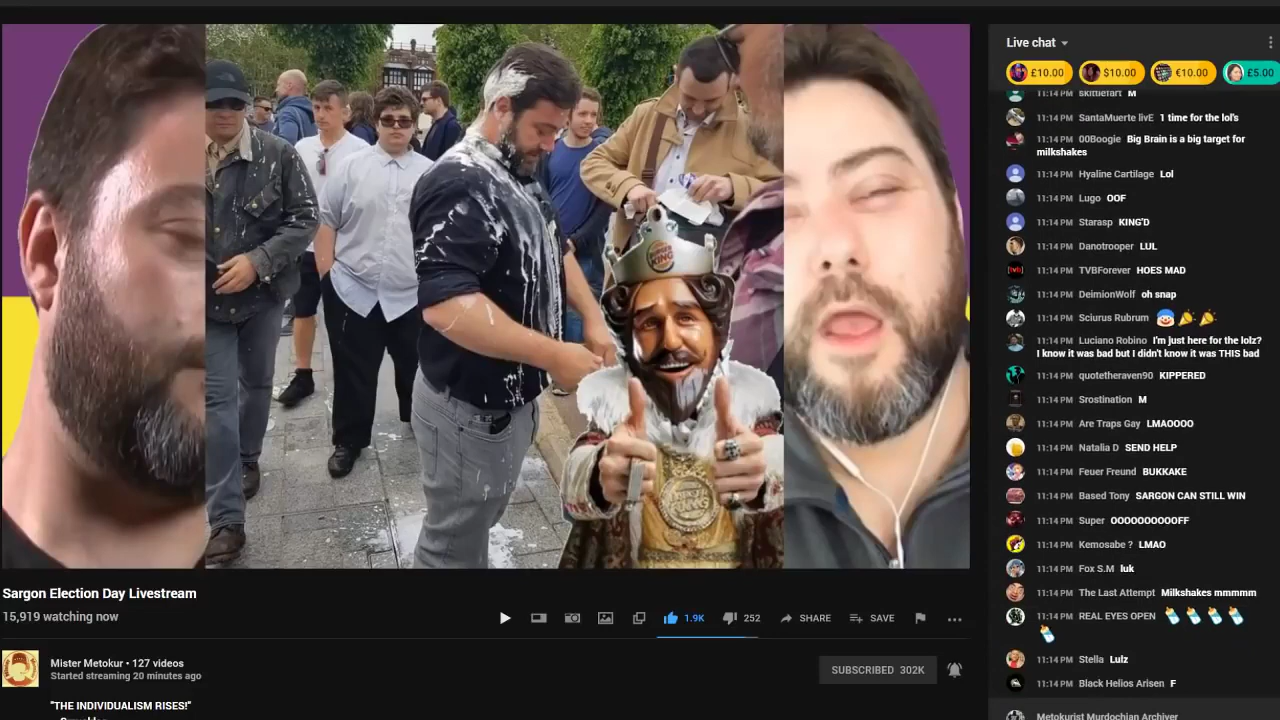 Live chat
£10.00 $10.00 €10.00 £5.00
11:14 PM skittlefart M
11:14 PM SantaMuerte livE 1 time for the lol's
11:14 PM 00Boogie Big Brain is a big target for
milkshakes
11:14 PM Hyaline Cartilage Lol
11:14 PM Lugo OOF
11:14 PM Starasp KING'D
11:14 PM Danotrooper LUL
11:14 PM TVBForever HOES MAD
11:14 PM DeimionWolf oh snap
11:14 PM Sciurus Rubrum
11:14 PM Luciano Robino I'm just here for the lolz?
I know it was bad but I didn't know it was THIS bad
11:14 PM quotetheraven90 KIPPERED
11:14 PM Srostination M
11:14 PM Are Traps Gay LMAOOOO
11:14 PM Natalia D SEND HELP
11:14 PM Feuer Freund BUKKAKE
11:14 PM Based Tony SARGON CAN STILL WIN
11:14 PM Super OOOOOOOOOOFF
11:14 PM Kemosabe ? LMAO
11:14 PM Fox S.M luk
11:14 PM The Last Attempt Milkshakes mmmmm
11:14 PM REAL EYES OPEN
11:14 PM Stella Lulz
11:14 PM Black Helios Arisen F
Metokurist Murdochian Archiver
BURGER
KING
Sargon Election Day Livestream
15,919 watching now
1.9K 252 SHARE SAVE
Mister Metokur • 127 videos
Started streaming 20 minutes ago
SUBSCRIBED 302K
"THE INDIVIDUALISM RISES!"